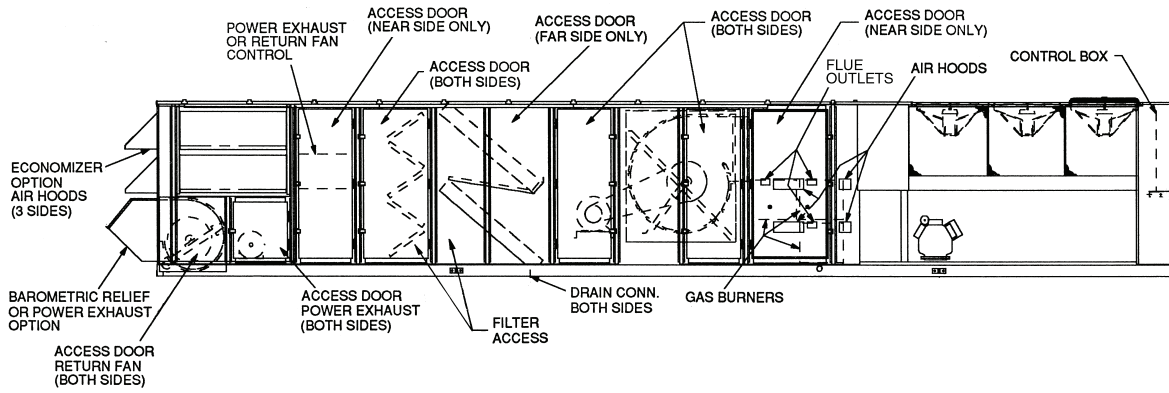 POWER EXHAUST
OR RETURN FAN
CONTROL
ACCESS DOOR
(NEAR SIDE ONLY)
ACCESS DOOR
(BOTH SIDES)
ACCESS DOOR
(FAR SIDE ONLY)
ACCESS DOOR
(BOTH SIDES)
ACCESS DOOR
(NEAR SIDE ONLY)
FLUE
OUTLETS
AIR HOODS
CONTROL BOX
ECONOMIZER
OPTION
AIR HOODS
(3 SIDES)
BAROMETRIC RELIEF
OR POWER EXHAUST
OPTION
ACCESS DOOR
RETURN FAN
(BOTH SIDES)
ACCESS DOOR
POWER EXHAUST
(BOTH SIDES)
FILTER
ACCESS
DRAIN CONN.
BOTH SIDES
GAS BURNERS